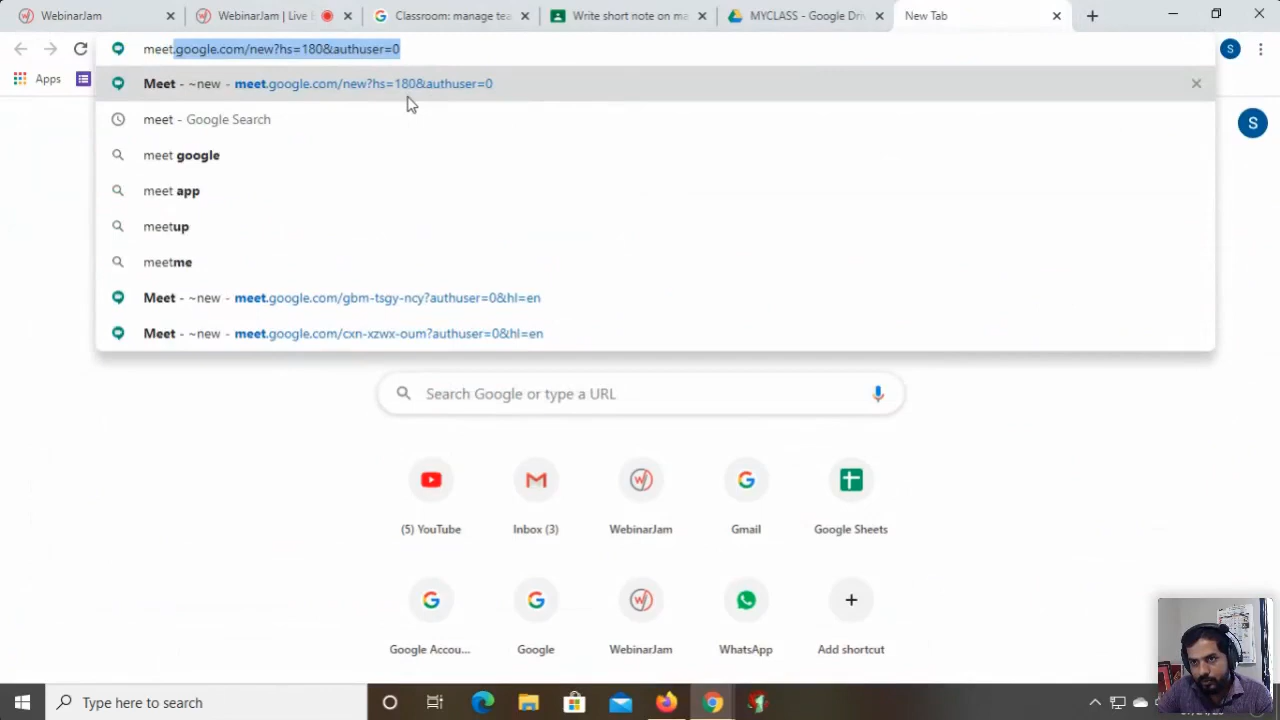 WebinarJam
WebinarJam | Live
Classroom: manage tea
Write short note on ma
MYCLASS - Google Driv
New Tab
meet.google.com/new?hs=180&authuser=0
S
Apps
Meet - ~new - meet.google.com/new?hs=180&authuser=0
S
meet - Google Search
meet google
meet app
meetup
meetme
Meet - ~new - meet.google.com/gbm-tsgy-ncy?authuser=0&hl=en
Meet - ~new - meet.google.com/cxn-xzwx-oum?authuser=0&hl=en
Search Google or type a URL
(5) YouTube
Inbox (3)
WebinarJam
Gmail
Google Sheets
Google Accou...
Google
WebinarJam
WhatsApp
Add shortcut
Type here to search